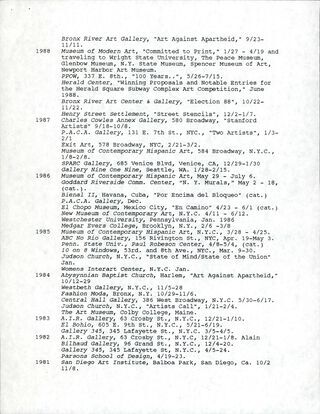 Bronx River Art Gallery, "Art Against Apartheid," 9/23-
11/11.
1988 Museum of Modern Art, "Committed to Print," 1/27 - 4/19 and
traveling to Wright State University, The Peace Museum,
Glenbow Museum, N.Y. State Museum, Spencer Museum of Art,
Newport Harbor Art Museum.
PPOW, 337 E. 8th., "100 Years..", 5/26-7/15.
Herald Center, "Winning Proposals and Notable Entries for
the Herald Square Subway Complex Art Competition," June
1988.
Bronx River Art Center & Gallery, "Election 88", 10/22-
11/22.
Henry Street Settlement, "Street Stencils", 12/2-1/7.
1987 Charles Cowles Annex Gallery, 580 Broadway, "Stanford
Artists" 9/18-10/8.
P.A.C.A. Gallery, 131 E. 7th St., NYC., "Two Artists", 1/3-
2/1
Exit Art, 578 Broadway, NYC, 2/21-3/2.
Museum of Contemporary Hispanic Art, 584 Broadway, N.Y.C.,
1/8-2/8.
SPARC Gallery, 685 Venice Blvd, Venice, CA, 12/29-1/30
Gallery Nine One Nine, Seattle, WA. 1/28-2/15.
1986 Museum of Contemporary Hispanic Art, May 29 - July 6.
Goddard Riverside Comm. Center, "N. Y. Murals," May 2 - 18,
(cat.).
Bienal II, Havana, Cuba, "Por Encima del Bloqueo" (cat.)
P.A.C.A. Gallery, Dec.
El Chopo Museum, Mexico City, "En Camino" 4/23 - 6/1 (cat.)
New Museum of Contemporary Art, N.Y.C. 4/11 - 6/12.
Westchester University, Pennsylvania, Jan. 1986
Medgar Evers College, Brooklyn, N.Y., 2/6 -3/8
1985 Museum of Contemporary Hispanic Art, N.Y.C., 3/28 - 4/25.
ABC No Rio Gallery, 156 Rivington St., NYC, Apr. 19-May 3.
Penn. State Univ., Paul Robeson Center, 4/8-5/4, (cat.)
10 on 8 Windows, 53rd. and 8th Ave., NYC., Mar. 9-30.
Judson Church, N.Y.C., "State of Mind/State of the Union"
Jan.
Womens Interart Center, N.Y.C. Jan.
1984 Abysynnian Baptist Church, Harlem, "Art Against Apartheid,"
10/12-29
Westbeth Gallery, N.Y.C., 11/5-28
Fashion Moda, Bronx, N.Y. 10/29-11/6.
Central Hall Gallery, 386 West Broadway, N.Y.C. 5/30-6/17.
Judson Church, N.Y.C., "Artists Call", 1/21-2/4.
The Art Museum, Colby College, Maine.
1983 A.I.R. Gallery, 63 Crosby St., N.Y.C., 12/21-1/10.
El Bohio, 605 E. 9th St., N.Y.C., 5/21-6/19.
Gallery 345, 345 Lafayette St., N.Y.C. 3/5-4/5.
1982 A.I.R. Gallery, 63 Crosby St., N.Y.C., 12/21-1/8. Alain
Bilhaud Gallery, 96 Grand St., N.Y.C., 12/4-20.
Gallery 345, 345 Lafayette St., N.Y.C., 4/5-24.
Parsons School of Design, 4/19-23.
1981 San Diego Art Institute, Balboa Park, San Diego, Ca. 10/2
11/8.